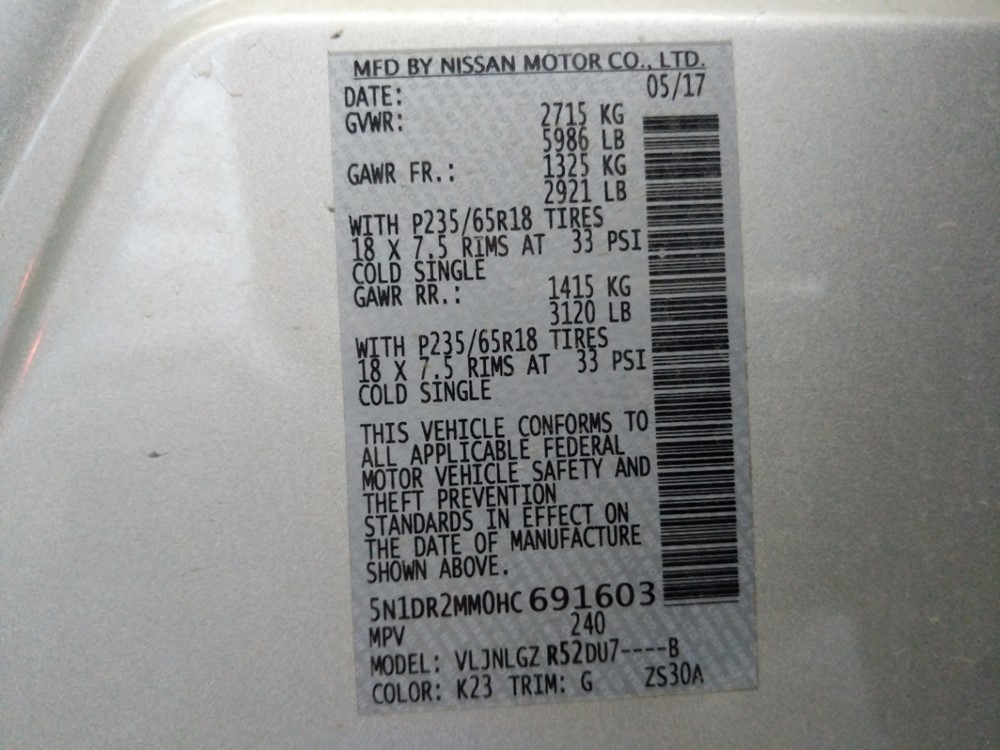 MFD BY NISSAN MOTOR CO., LTD.
DATE: 05/17
GVWR: 2715 KG
5986 LB
GAWR FR.: 1325 KG
2921 LB
WITH P235/65R18 TIRES
18 X 7.5 RIMS AT 33 PSI
COLD SINGLE
GAWR RR.: 1415 KG
3120 LB
WITH P235/65R18 TIRES
18 X 7.5 RIMS AT 33 PSI
COLD SINGLE
THIS VEHICLE CONFORMS TO
ALL APPLICABLE FEDERAL
MOTOR VEHICLE SAFETY AND
THEFT PREVENTION
STANDARDS IN EFFECT ON
THE DATE OF MANUFACTURE
SHOWN ABOVE.
5N1DR2MM0HC 691603
MPV 240
MODEL: VLJNLGZ R52DU7----B
COLOR: K23 TRIM: G ZS30A